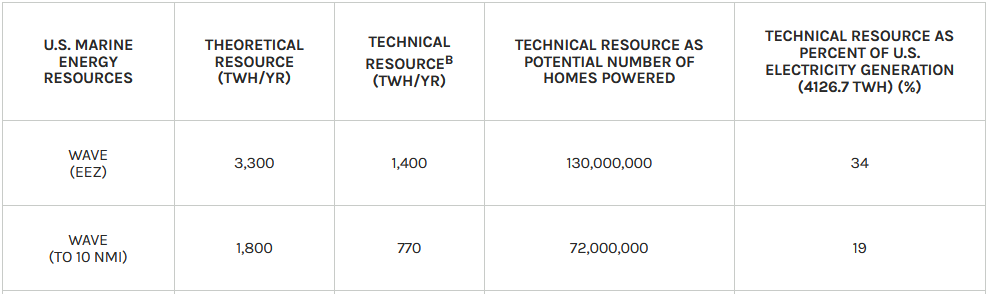 U.S. MARINE
ENERGY
RESOURCES
THEORETICAL
RESOURCE
(TWH/YR)
TECHNICAL
RESOURCEB
(TWH/YR)
TECHNICAL RESOURCE AS
POTENTIAL NUMBER OF
HOMES POWERED
TECHNICAL RESOURCE AS
PERCENT OF U.S.
ELECTRICITY GENERATION
(4126.7 TWH) (%)
WAVE
(EEZ)
3,300
1,400
130,000,000
34
WAVE
(TO 10 NMI)
1,800
770
72,000,000
19